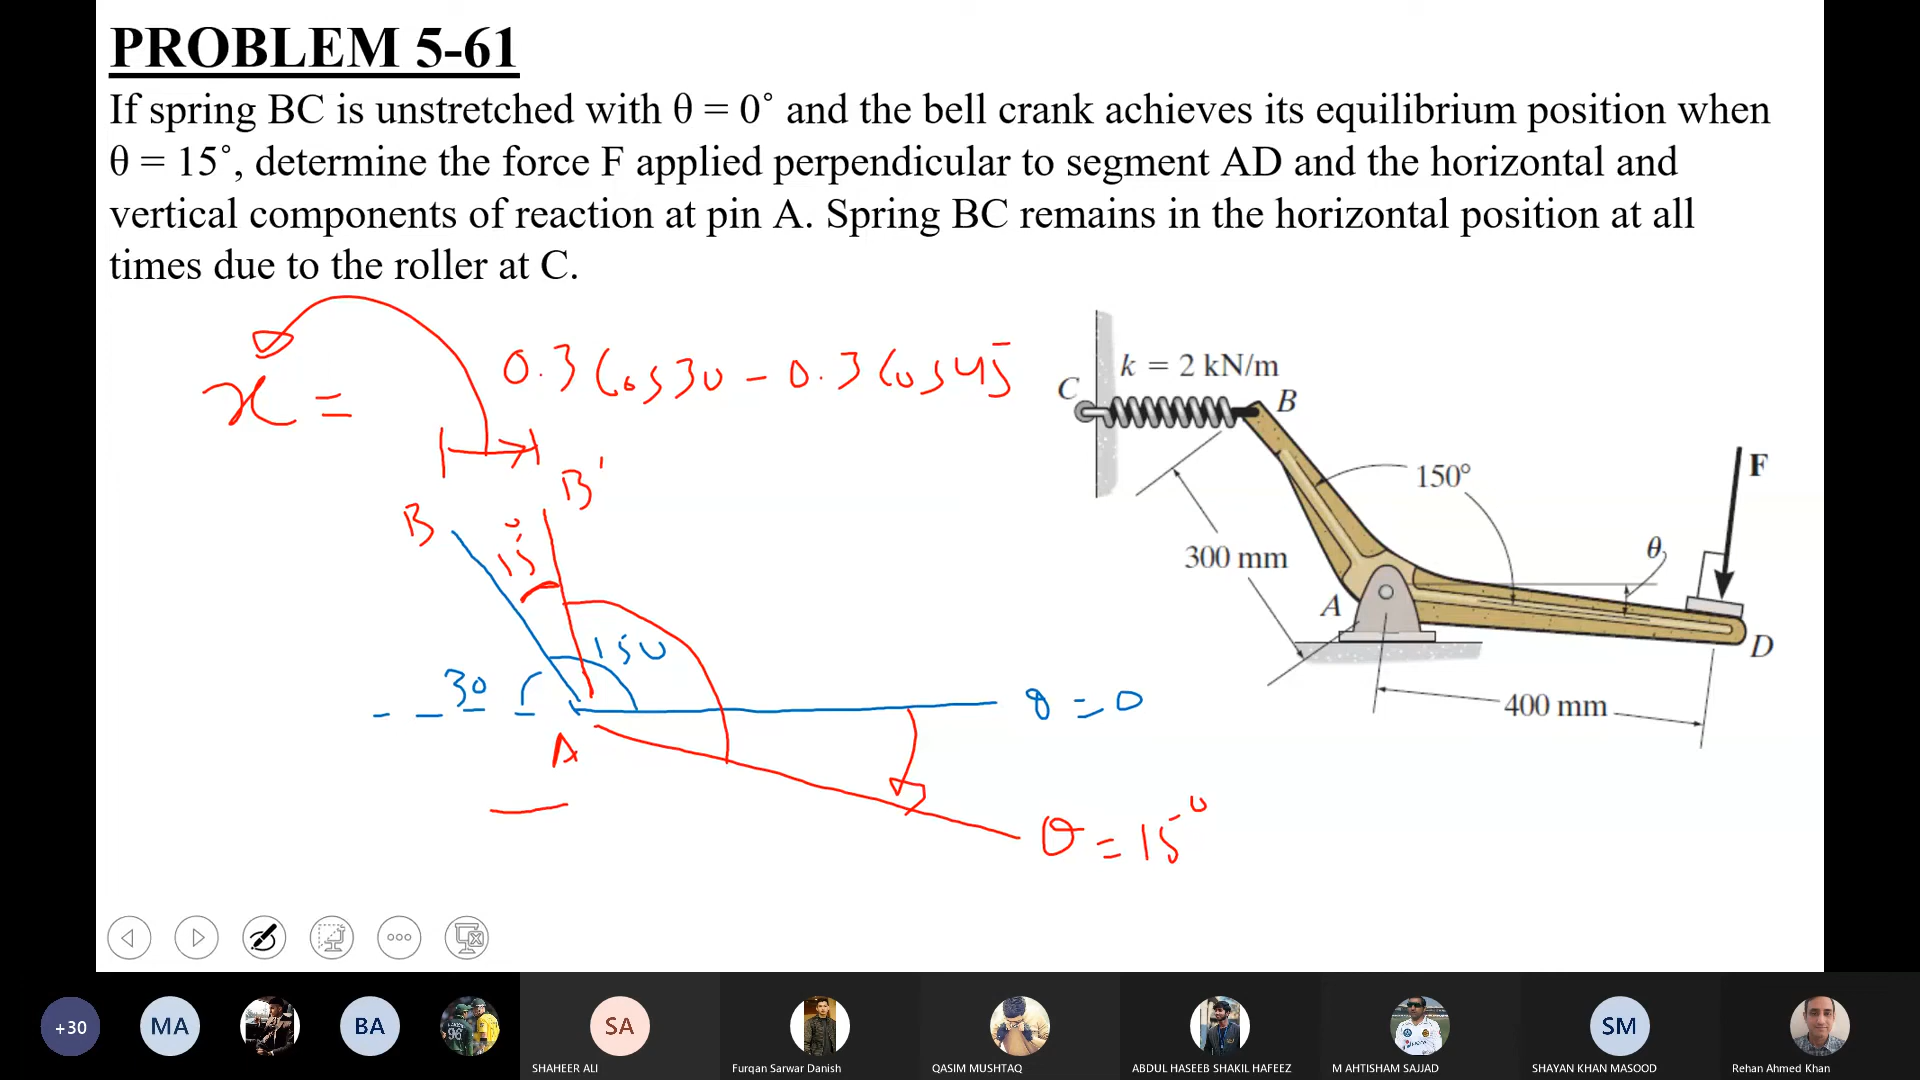 PROBLEM 5-61
If spring BC is unstretched with θ = 0˚ and the bell crank achieves its equilibrium position when
θ = 15˚, determine the force F applied perpendicular to segment AD and the horizontal and
vertical components of reaction at pin A. Spring BC remains in the horizontal position at all
times due to the roller at C.
x = 0.3 Cos30 - 0.3 Cos45
k = 2 kN/m
C
B
150°
F
300 mm
θ
A
D
400 mm
B
B'
15°
150
30
θ = 0
A
θ = 15°
+30
MA
BA
SA
SM
SHAHEER ALI
Furqan Sarwar Danish
QASIM MUSHTAQ
ABDUL HASEEB SHAKIL HAFEEZ
M AHTISHAM SAJJAD
SHAYAN KHAN MASOOD
Rehan Ahmed Khan